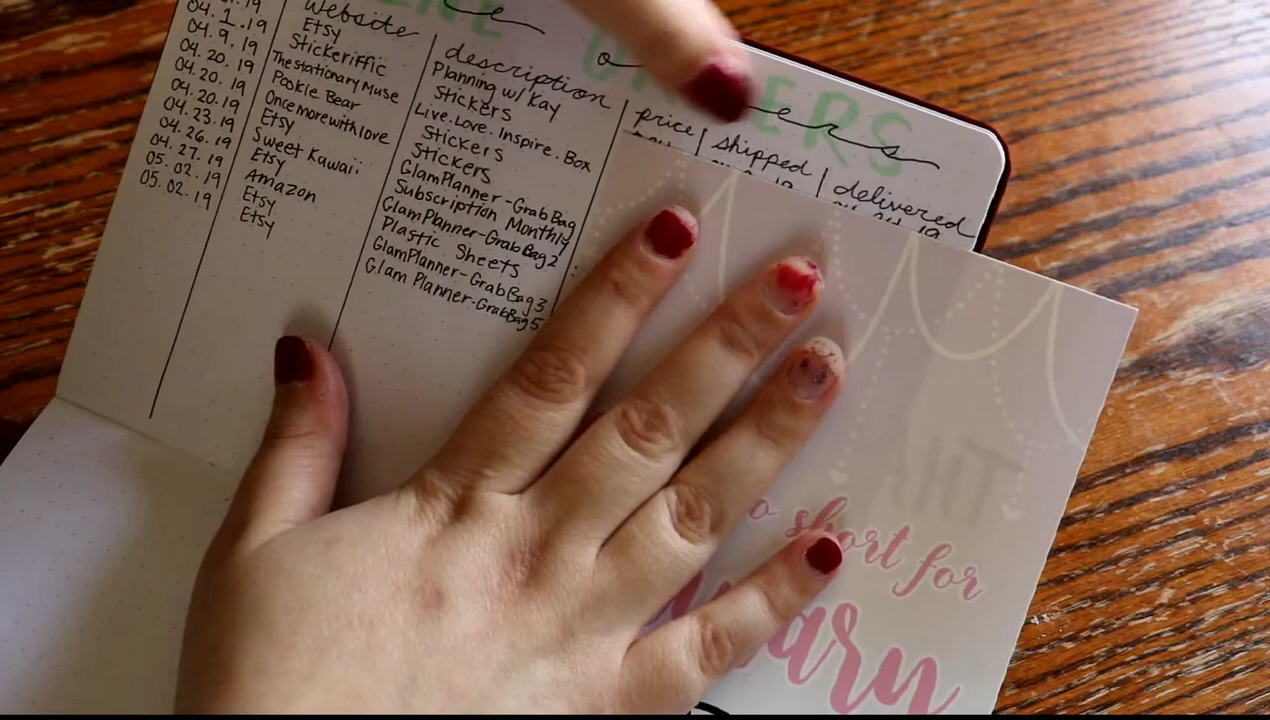 ORDERS
website
description
price
shipped
delivered
04.1.19
04.9.19
04.20.19
04.20.19
04.20.19
04.23.19
04.26.19
04.27.19
05.02.19
05.02.19
Etsy
Stickeriffic
The stationary Muse
Pookie Bear
Once more with love
Etsy
Sweet Kawaii
Etsy
Amazon
Etsy
Etsy
Planning w/ Kay
Stickers
Live.Love.Inspire.Box
Stickers
Stickers
GlamPlanner-GrabBag
Subscription Monthly
GlamPlanner-GrabBag2
Plastic Sheets
GlamPlanner-GrabBag3
Glam Planner-GrabBag5
short for